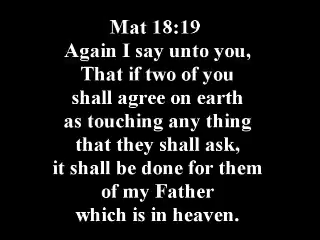 Mat 18:19
Again I say unto you,
That if two of you
shall agree on earth
as touching any thing
that they shall ask,
it shall be done for them
of my Father
which is in heaven.